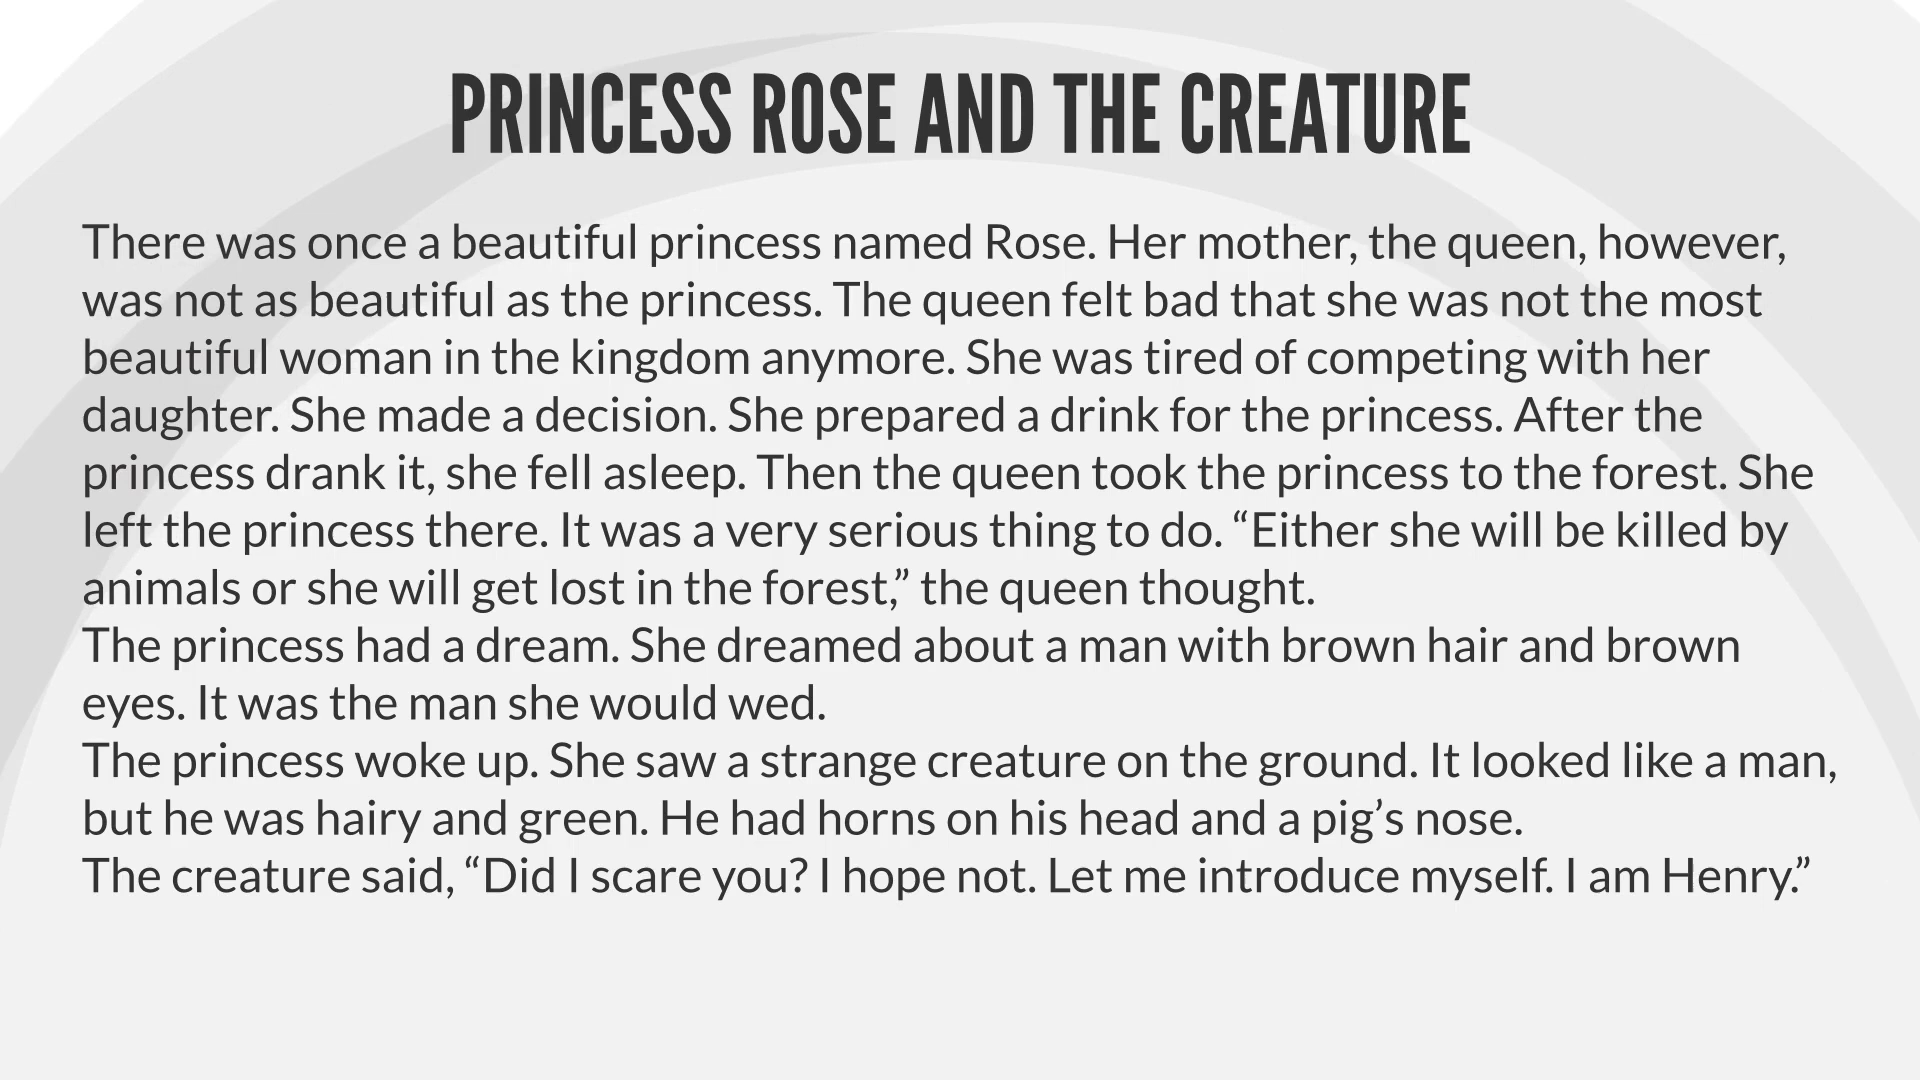 PRINCESS ROSE AND THE CREATURE
There was once a beautiful princess named Rose. Her mother, the queen, however,
was not as beautiful as the princess. The queen felt bad that she was not the most
beautiful woman in the kingdom anymore. She was tired of competing with her
daughter. She made a decision. She prepared a drink for the princess. After the
princess drank it, she fell asleep. Then the queen took the princess to the forest. She
left the princess there. It was a very serious thing to do. “Either she will be killed by
animals or she will get lost in the forest,” the queen thought.
The princess had a dream. She dreamed about a man with brown hair and brown
eyes. It was the man she would wed.
The princess woke up. She saw a strange creature on the ground. It looked like a man,
but he was hairy and green. He had horns on his head and a pig’s nose.
The creature said, “Did I scare you? I hope not. Let me introduce myself. I am Henry.”